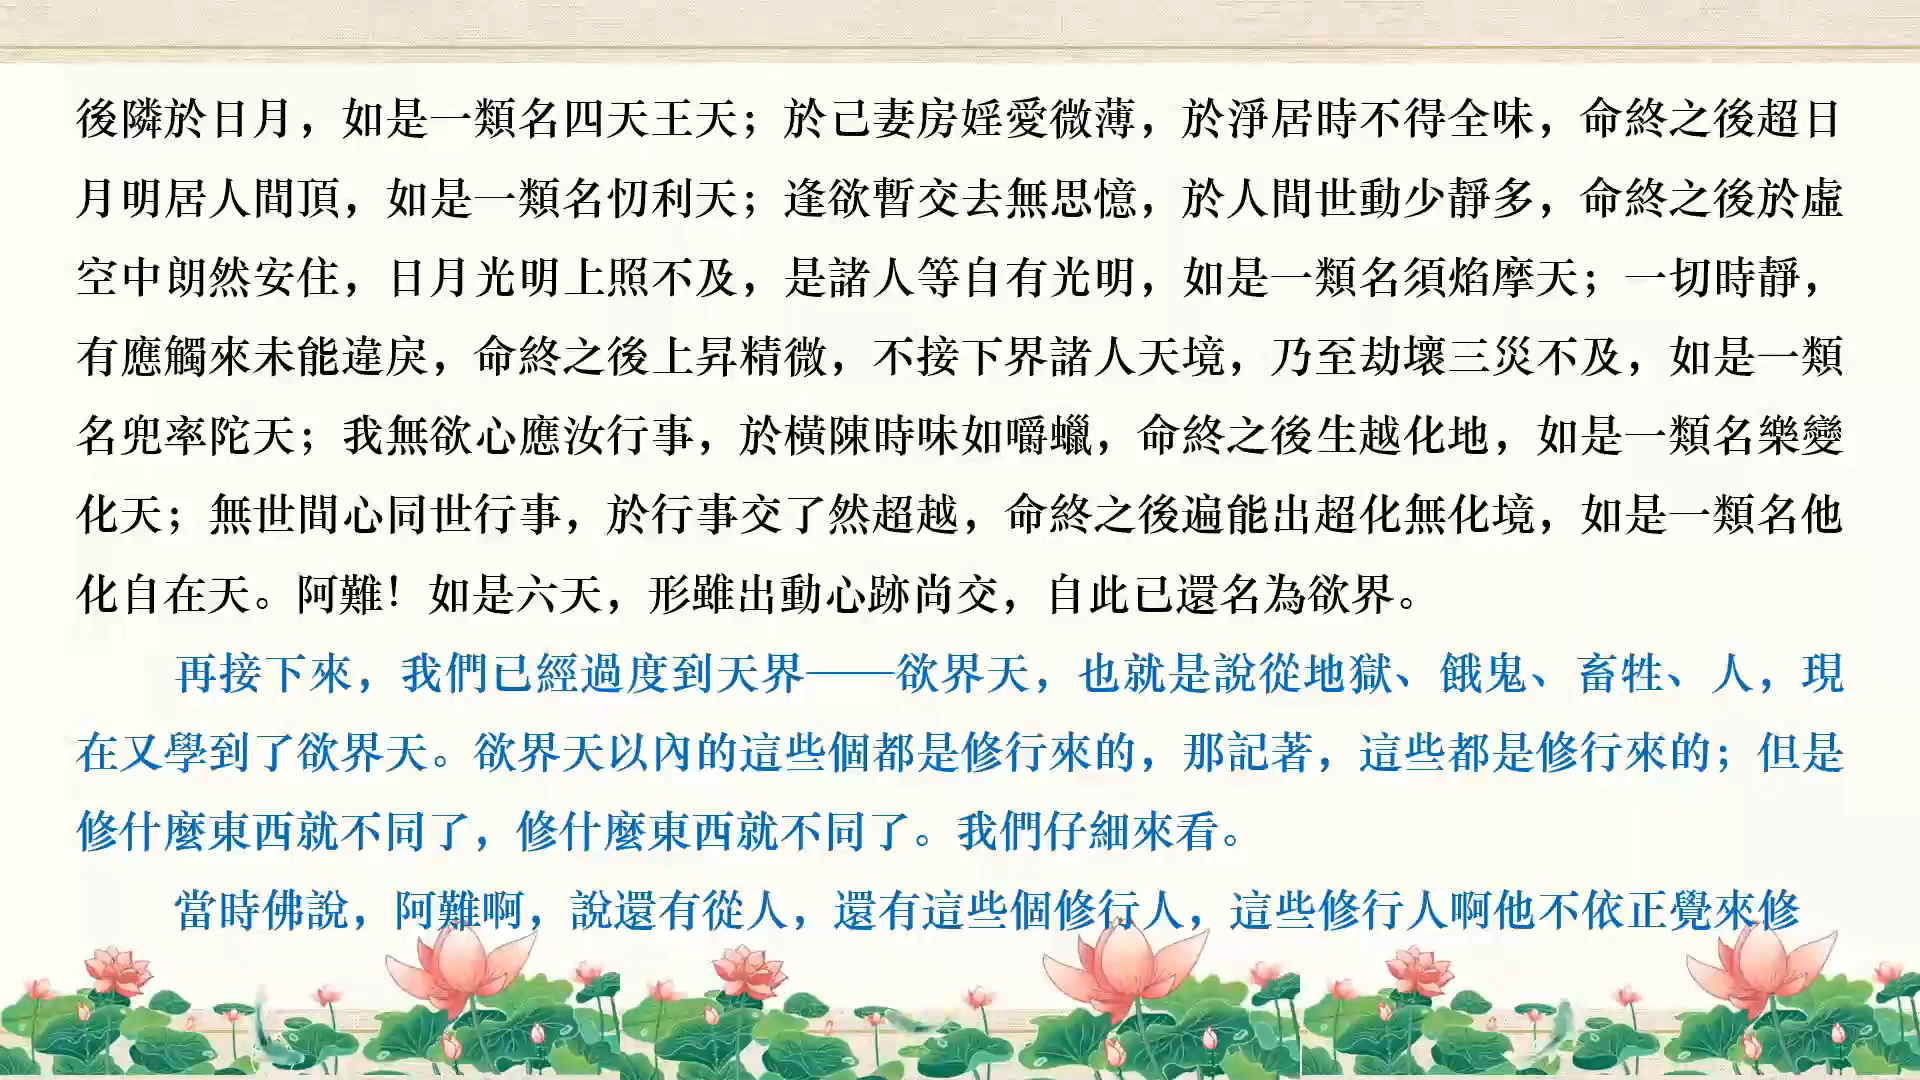 後隣於日月，如是一類名四天王天；於己妻房婬愛微薄，於淨居時不得全味，命終之後超日
月明居人間頂，如是一類名忉利天；逢欲暫交去無思憶，於人間世動少靜多，命終之後於虛
空中朗然安住，日月光明上照不及，是諸人等自有光明，如是一類名須焰摩天；一切時靜，
有應觸來未能違戾，命終之後上昇精微，不接下界諸人天境，乃至劫壞三災不及，如是一類
名兜率陀天；我無欲心應汝行事，於橫陳時味如嚼蠟，命終之後生越化地，如是一類名樂變
化天；無世間心同世行事，於行事交了然超越，命終之後遍能出超化無化境，如是一類名他
化自在天。阿難！如是六天，形雖出動心跡尚交，自此已還名為欲界。
再接下來，我們已經過度到天界——欲界天，也就是說從地獄、餓鬼、畜牲、人，現
在又學到了欲界天。欲界天以內的這些個都是修行來的，那記著，這些都是修行來的；但是
修什麼東西就不同了，修什麼東西就不同了。我們仔細來看。
當時佛說，阿難啊，說還有從人，還有這些個修行人，這些修行人啊他不依正覺來修